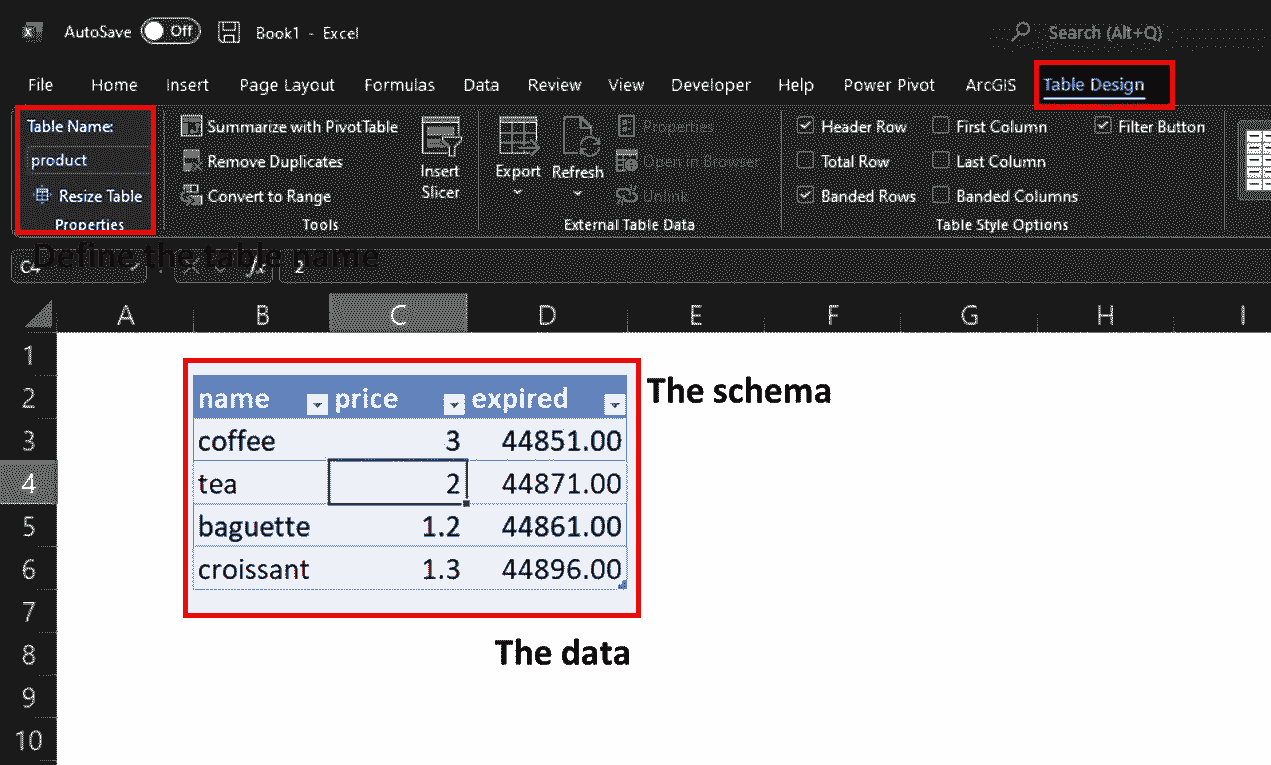 AutoSave Off Book1 - Excel Search (Alt+Q)
File Home Insert Page Layout Formulas Data Review View Developer Help Power Pivot ArcGIS Table Design
Table Name: Summarize with PivotTable Properties Header Row First Column Filter Button
product Remove Duplicates Insert Slicer Export Refresh Open in Browser Total Row Last Column
Resize Table Convert to Range Unlink Banded Rows Banded Columns
Properties Tools External Table Data Table Style Options
Define the table name
C4 fx 2
A B C D E F G H I
1
2 name price expired The schema
3 coffee 3 44851.00
4 tea 2 44871.00
5 baguette 1.2 44861.00
6 croissant 1.3 44896.00
7
8 The data
9
10